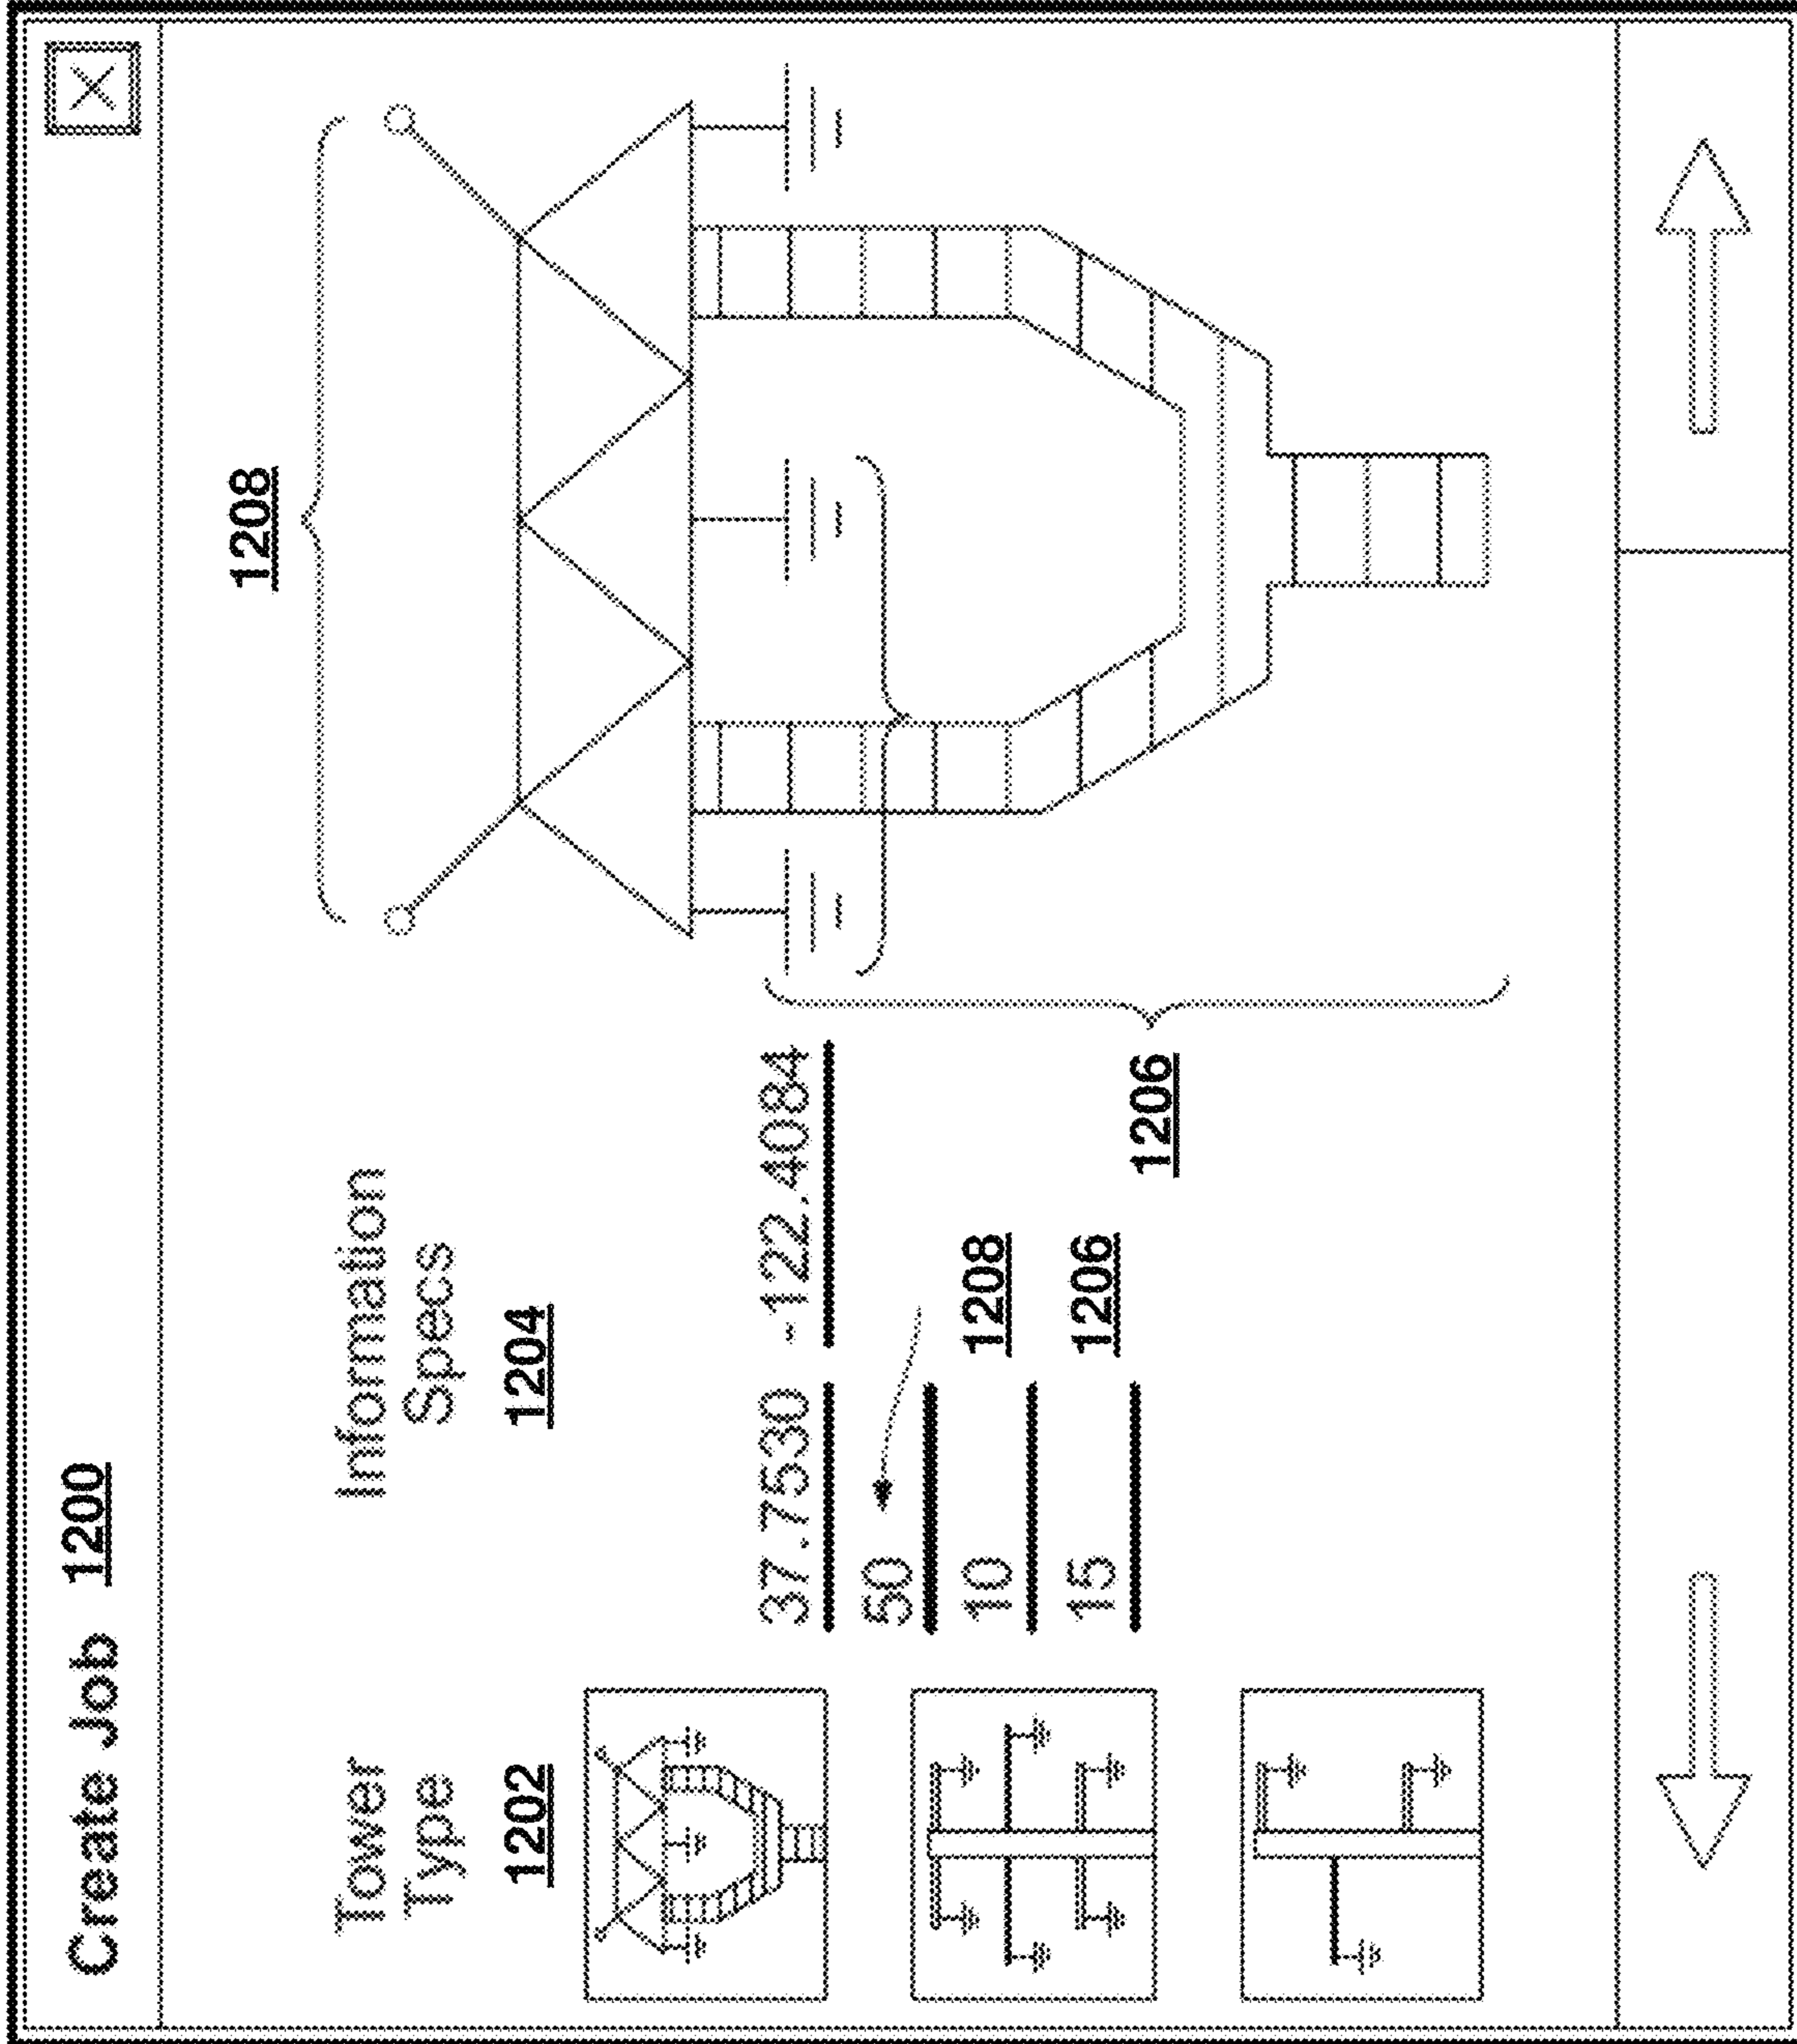 Create Job 1200
Tower
Type
1202
Information
Specs
1204
37.7530 -122.4084
50
10 1208
15 1206
1206
1208